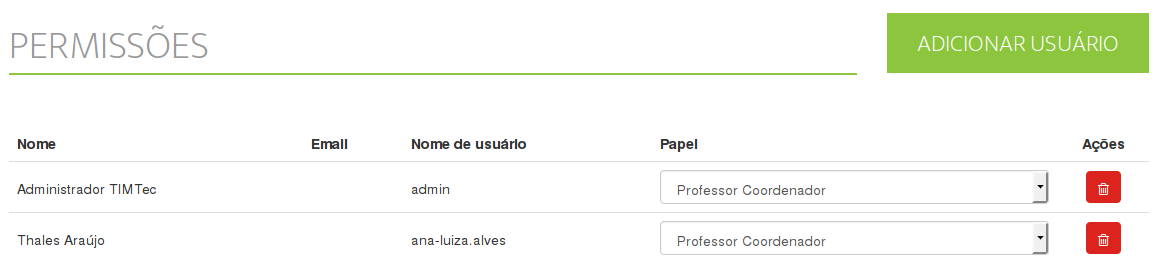 PERMISSÕES
ADICIONAR USUÁRIO
Nome Email Nome de usuário Papel Ações
Administrador TIMTec admin Professor Coordenador
Thales Araújo ana-luiza.alves Professor Coordenador